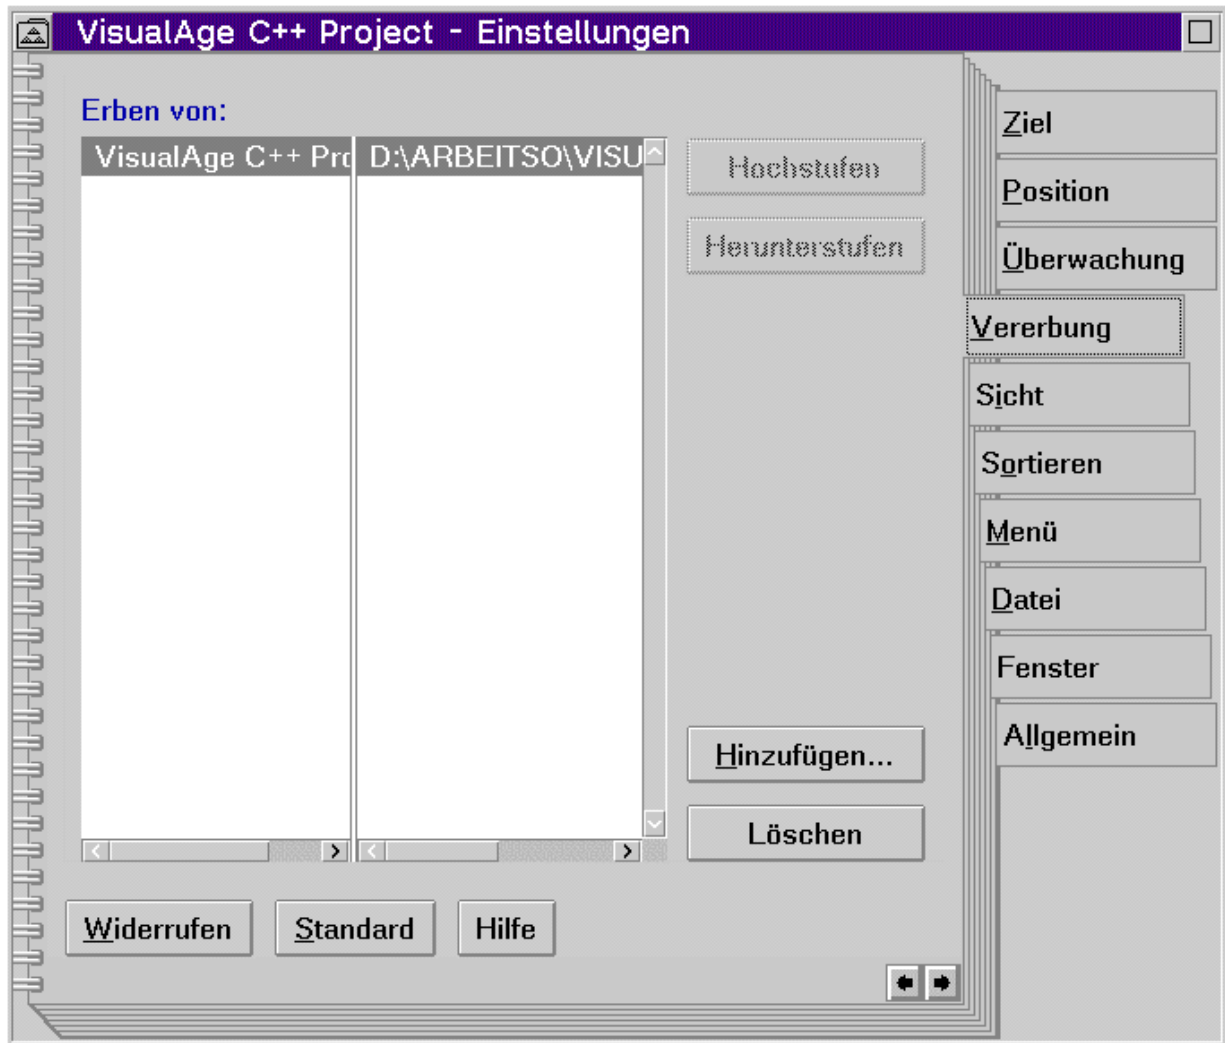 VisualAge C++ Project - Einstellungen
Erben von:
VisualAge C++ Pro D:\ARBEITSO\VISU
Hochstufen
Herunterstufen
Hinzufügen...
Löschen
Widerrufen Standard Hilfe
Ziel
Position
Überwachung
Vererbung
Sicht
Sortieren
Menü
Datei
Fenster
Allgemein